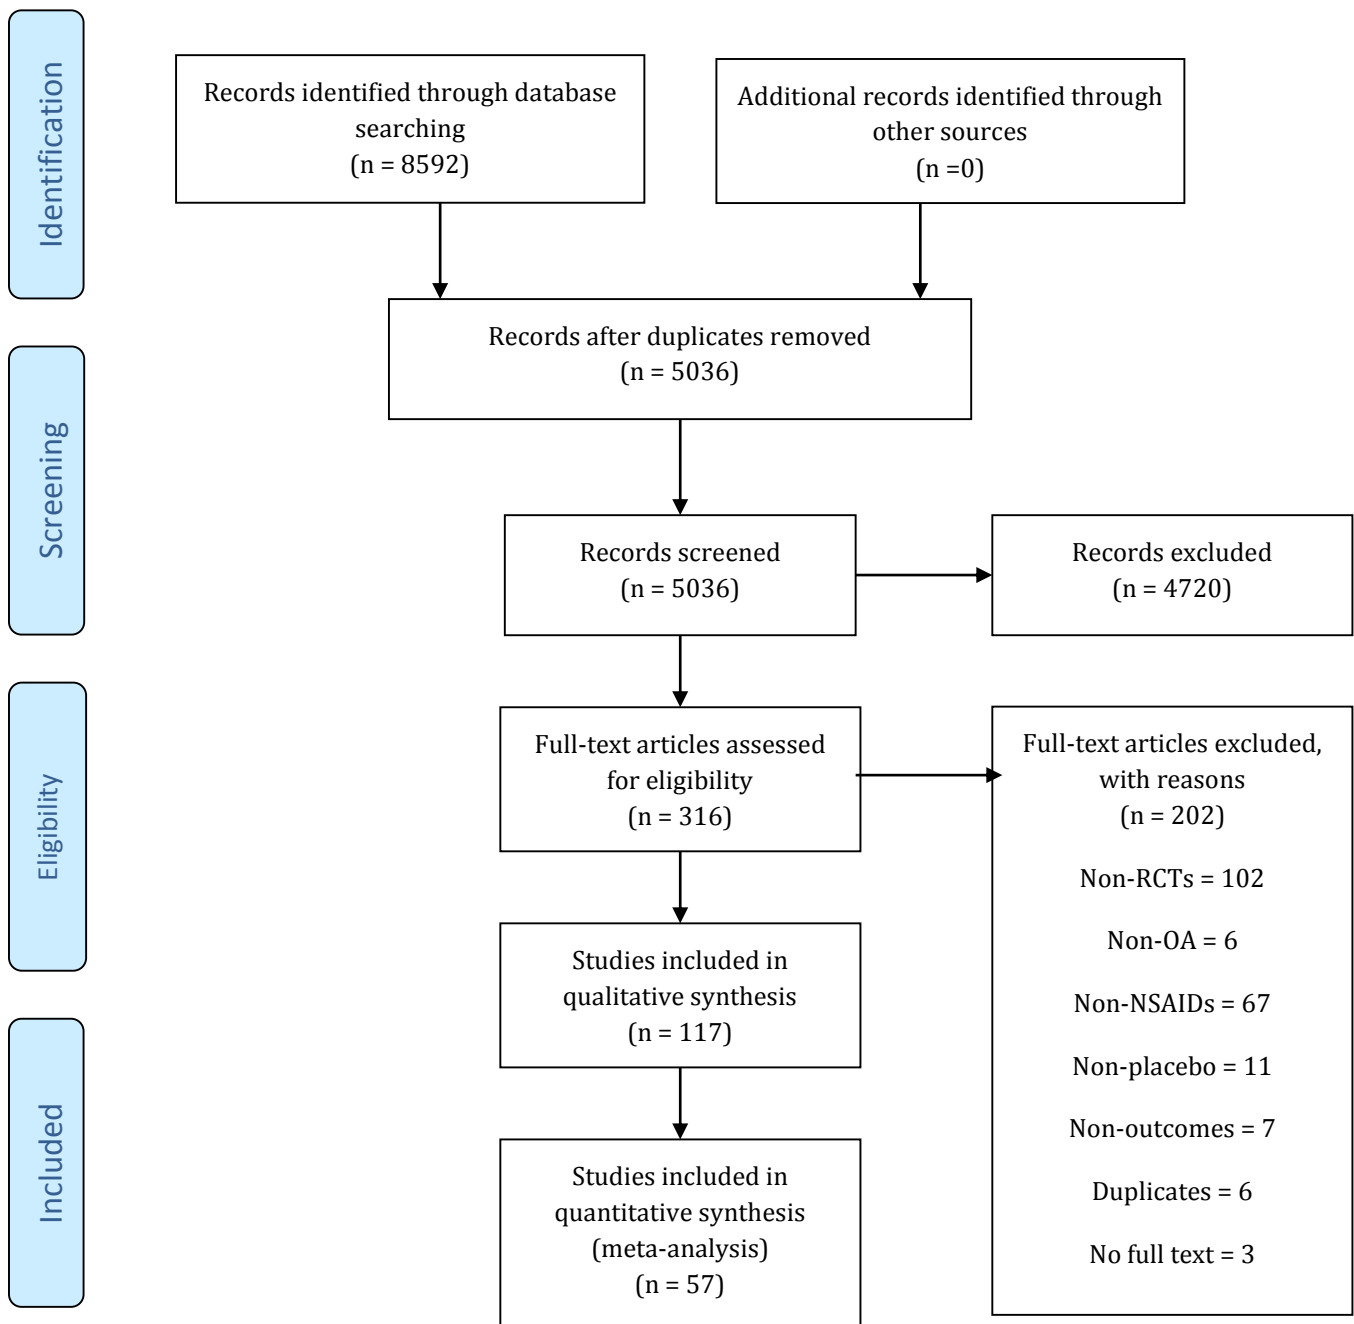 Identification
Records identified through database
searching
(n = 8592)
Additional records identified through
other sources
(n =0)
Records after duplicates removed
(n = 5036)
Screening
Records screened
(n = 5036)
Records excluded
(n = 4720)
Eligibility
Full-text articles assessed
for eligibility
(n = 316)
Full-text articles excluded,
with reasons
(n = 202)
Non-RCTs = 102
Non-OA = 6
Non-NSAIDs = 67
Non-placebo = 11
Non-outcomes = 7
Duplicates = 6
No full text = 3
Studies included in
qualitative synthesis
(n = 117)
Included
Studies included in
quantitative synthesis
(meta-analysis)
(n = 57)